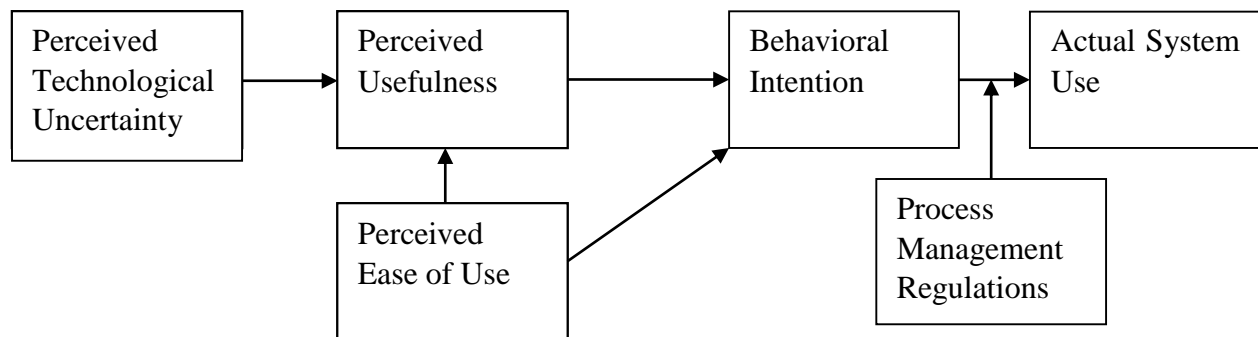 Perceived
Technological
Uncertainty
Perceived
Usefulness
Behavioral
Intention
Actual System
Use
Perceived
Ease of Use
Process
Management
Regulations